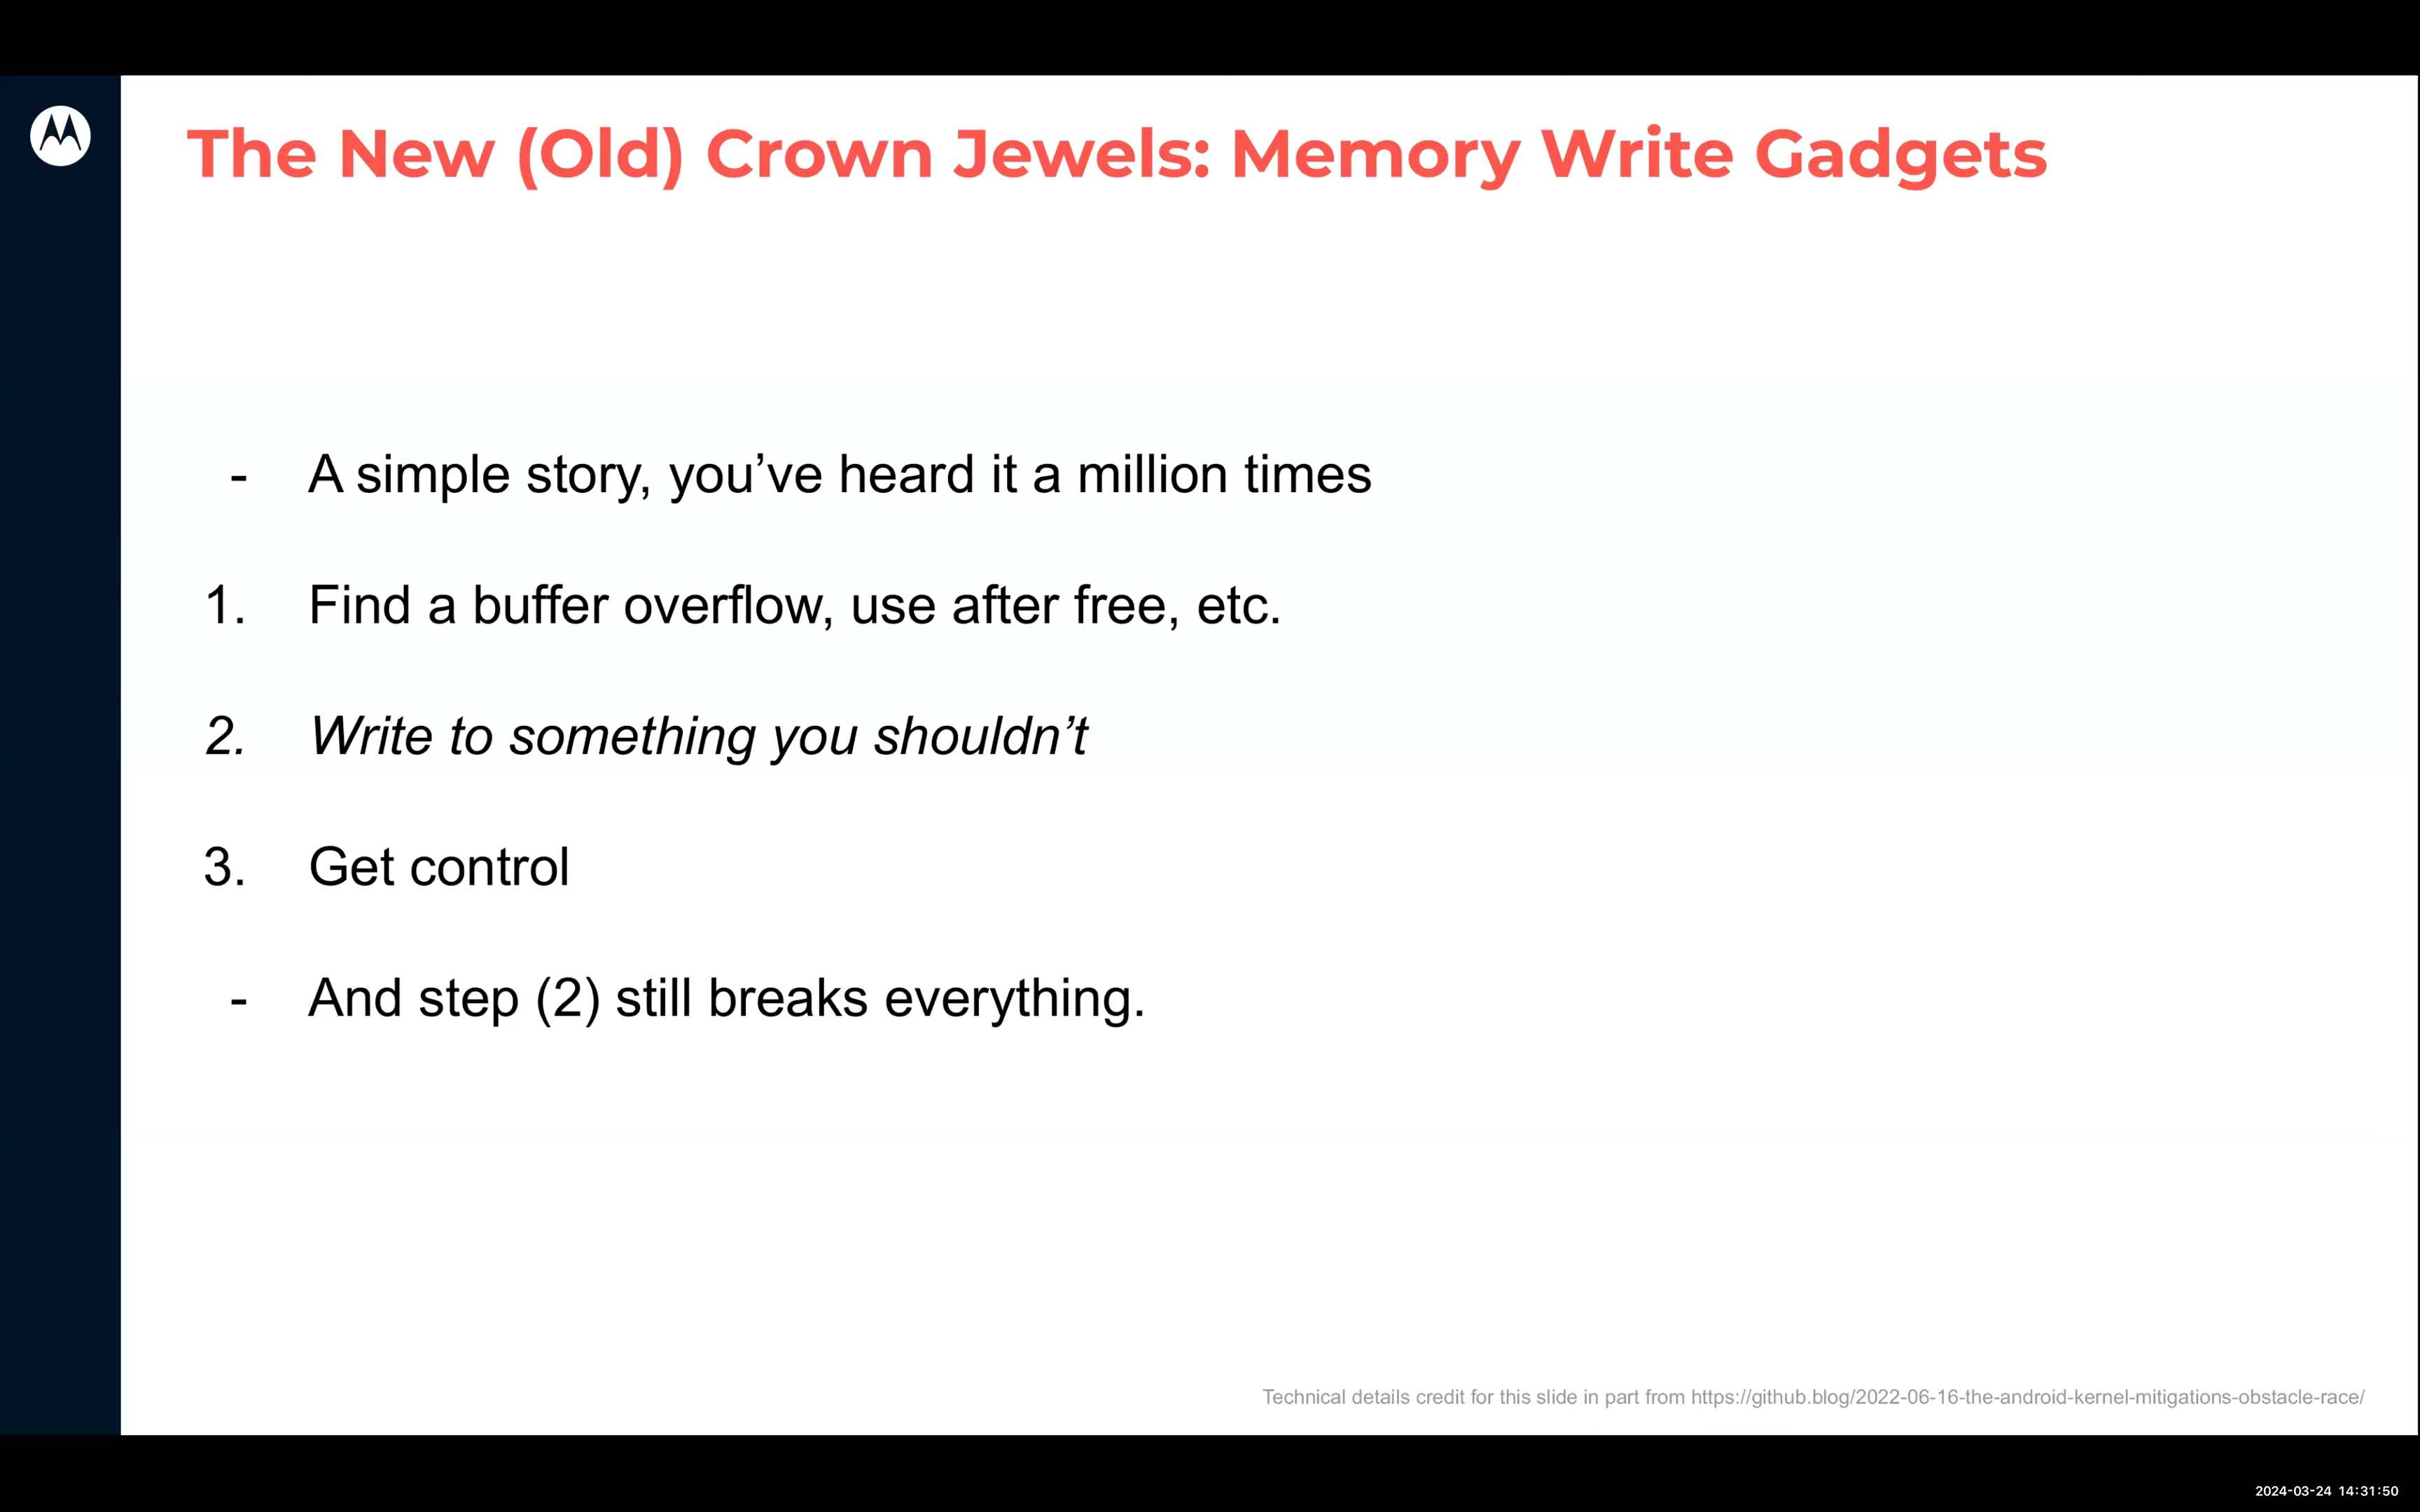 The New (Old) Crown Jewels: Memory Write Gadgets
- A simple story, you’ve heard it a million times
1. Find a buffer overflow, use after free, etc.
2. Write to something you shouldn’t
3. Get control
- And step (2) still breaks everything.
Technical details credit for this slide in part from https://github.blog/2022-06-16-the-android-kernel-mitigations-obstacle-race/
2024-03-24 14:31:50